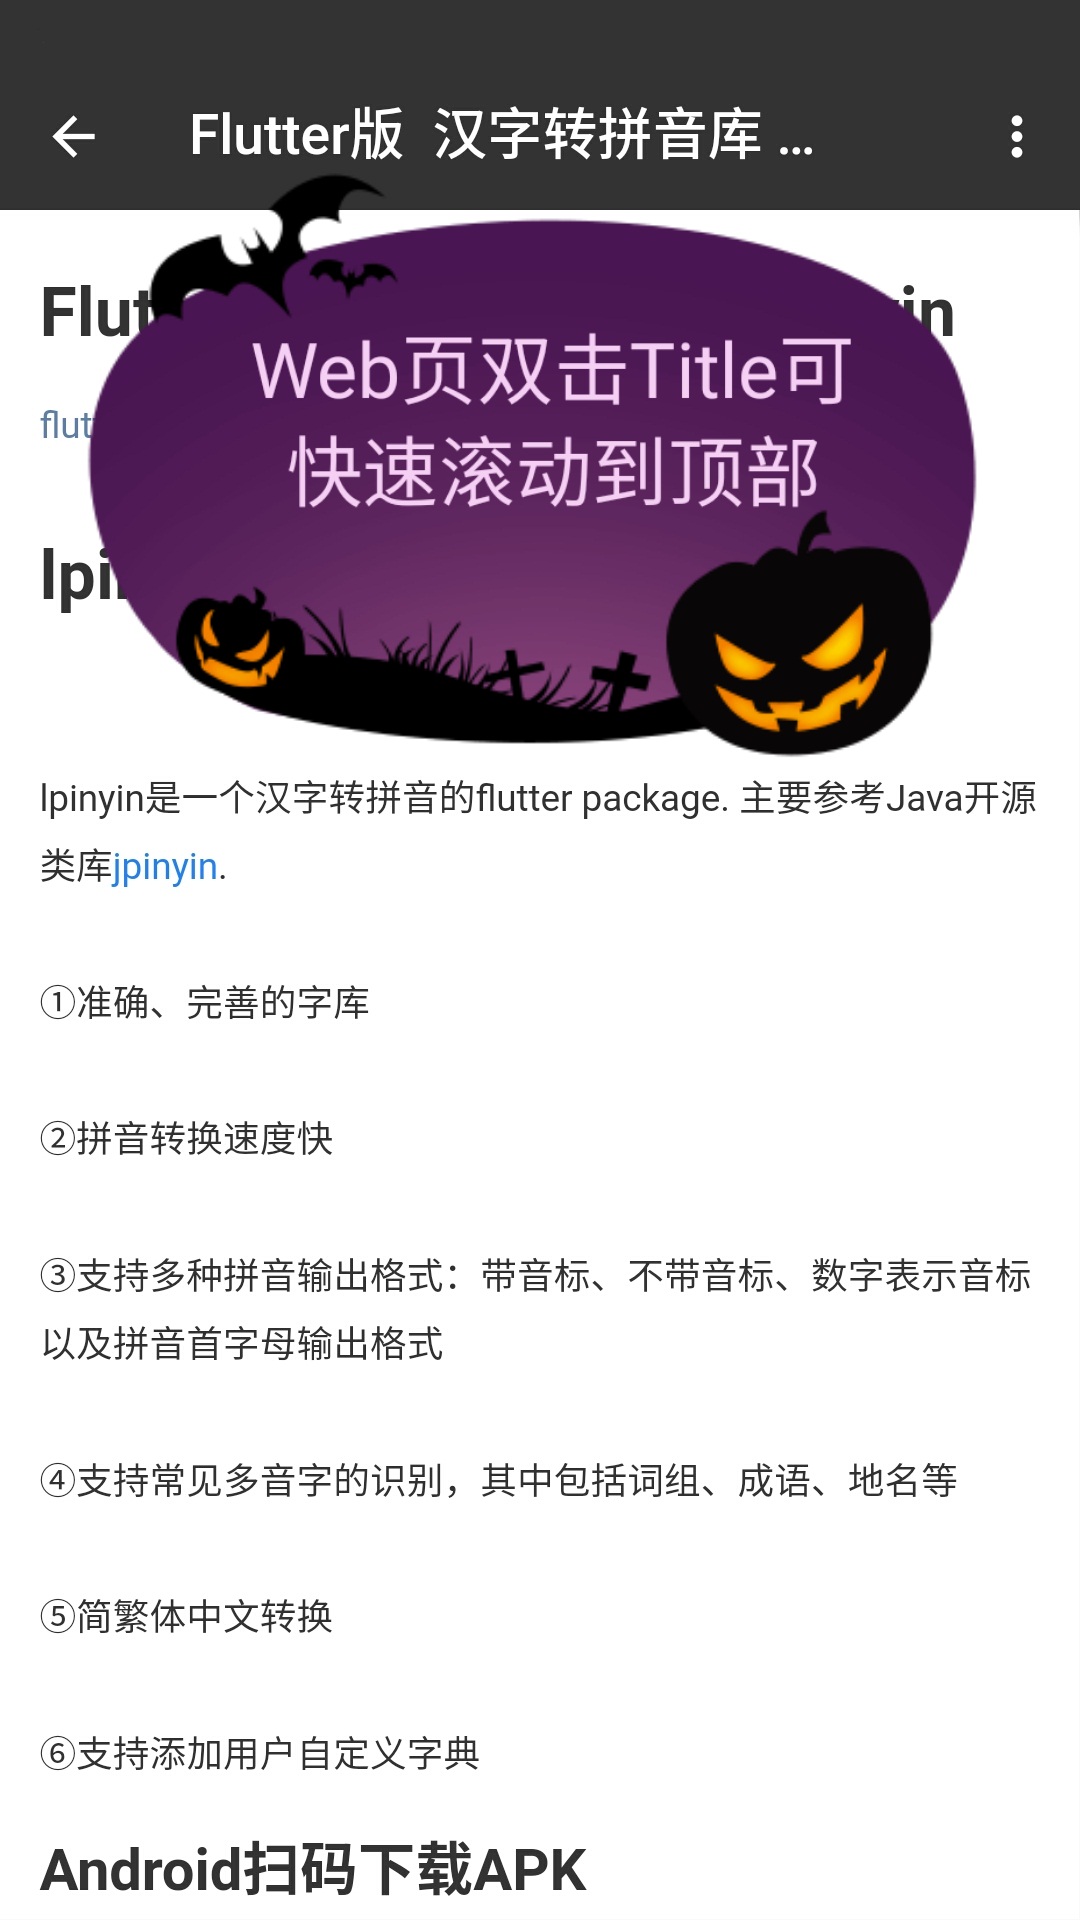 Flutter版 汉字转拼音库 ...
Web页双击Title可
快速滚动到顶部
lpinyin是一个汉字转拼音的flutter package. 主要参考Java开源
类库jpinyin.
①准确、完善的字库
②拼音转换速度快
③支持多种拼音输出格式：带音标、不带音标、数字表示音标
以及拼音首字母输出格式
④支持常见多音字的识别，其中包括词组、成语、地名等
⑤简繁体中文转换
⑥支持添加用户自定义字典
Android扫码下载APK